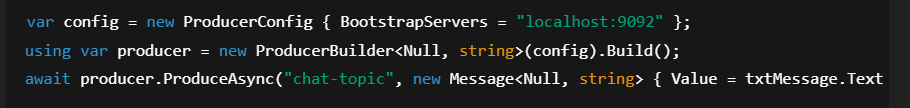 var config = new ProducerConfig { BootstrapServers = "localhost:9092" };
using var producer = new ProducerBuilder<Null, string>(config).Build();
await producer.ProduceAsync("chat-topic", new Message<Null, string> { Value = txtMessage.Text